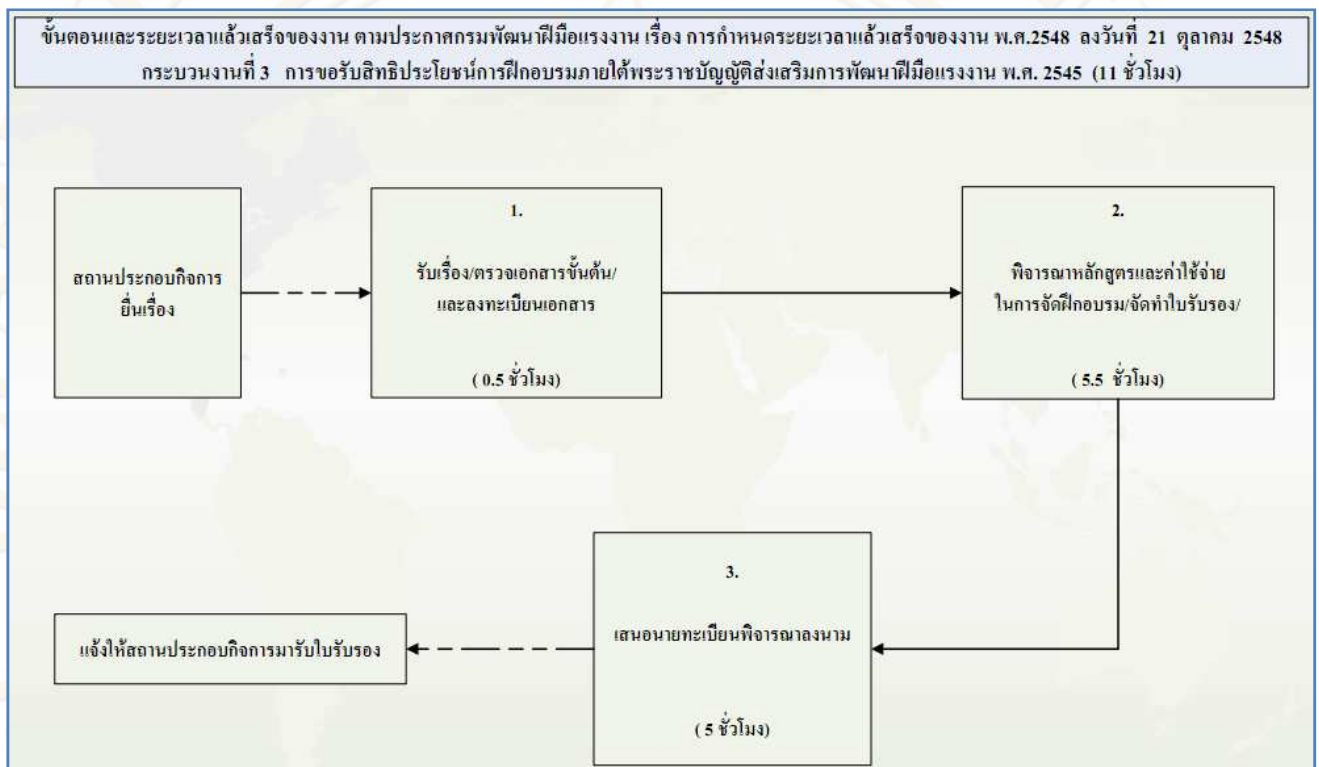 ขั้นตอนและระยะเวลาแล้วเสร็จของงาน ตามประกาศกรมพัฒนาฝีมือแรงงาน เรื่อง การกำหนดระยะเวลาแล้วเสร็จของงาน พ.ศ.2548 ลงวันที่ 21 ตุลาคม 2548
กระบวนงานที่ 3 การขอรับสิทธิประโยชน์การฝึกอบรมภายใต้พระราชบัญญัติส่งเสริมการพัฒนาฝีมือแรงงาน พ.ศ. 2545 (11 ชั่วโมง)
สถานประกอบกิจการ
ยื่นเรื่อง
1.
รับเรื่อง/ตรวจเอกสารขั้นต้น/
และลงทะเบียนเอกสาร
( 0.5 ชั่วโมง)
2.
พิจารณาหลักสูตรและค่าใช้จ่าย
ในการจัดฝึกอบรม/จัดทำใบรับรอง/
( 5.5 ชั่วโมง)
3.
เสนอนายทะเบียนพิจารณาลงนาม
( 5 ชั่วโมง)
แจ้งให้สถานประกอบกิจการมารับใบรับรอง